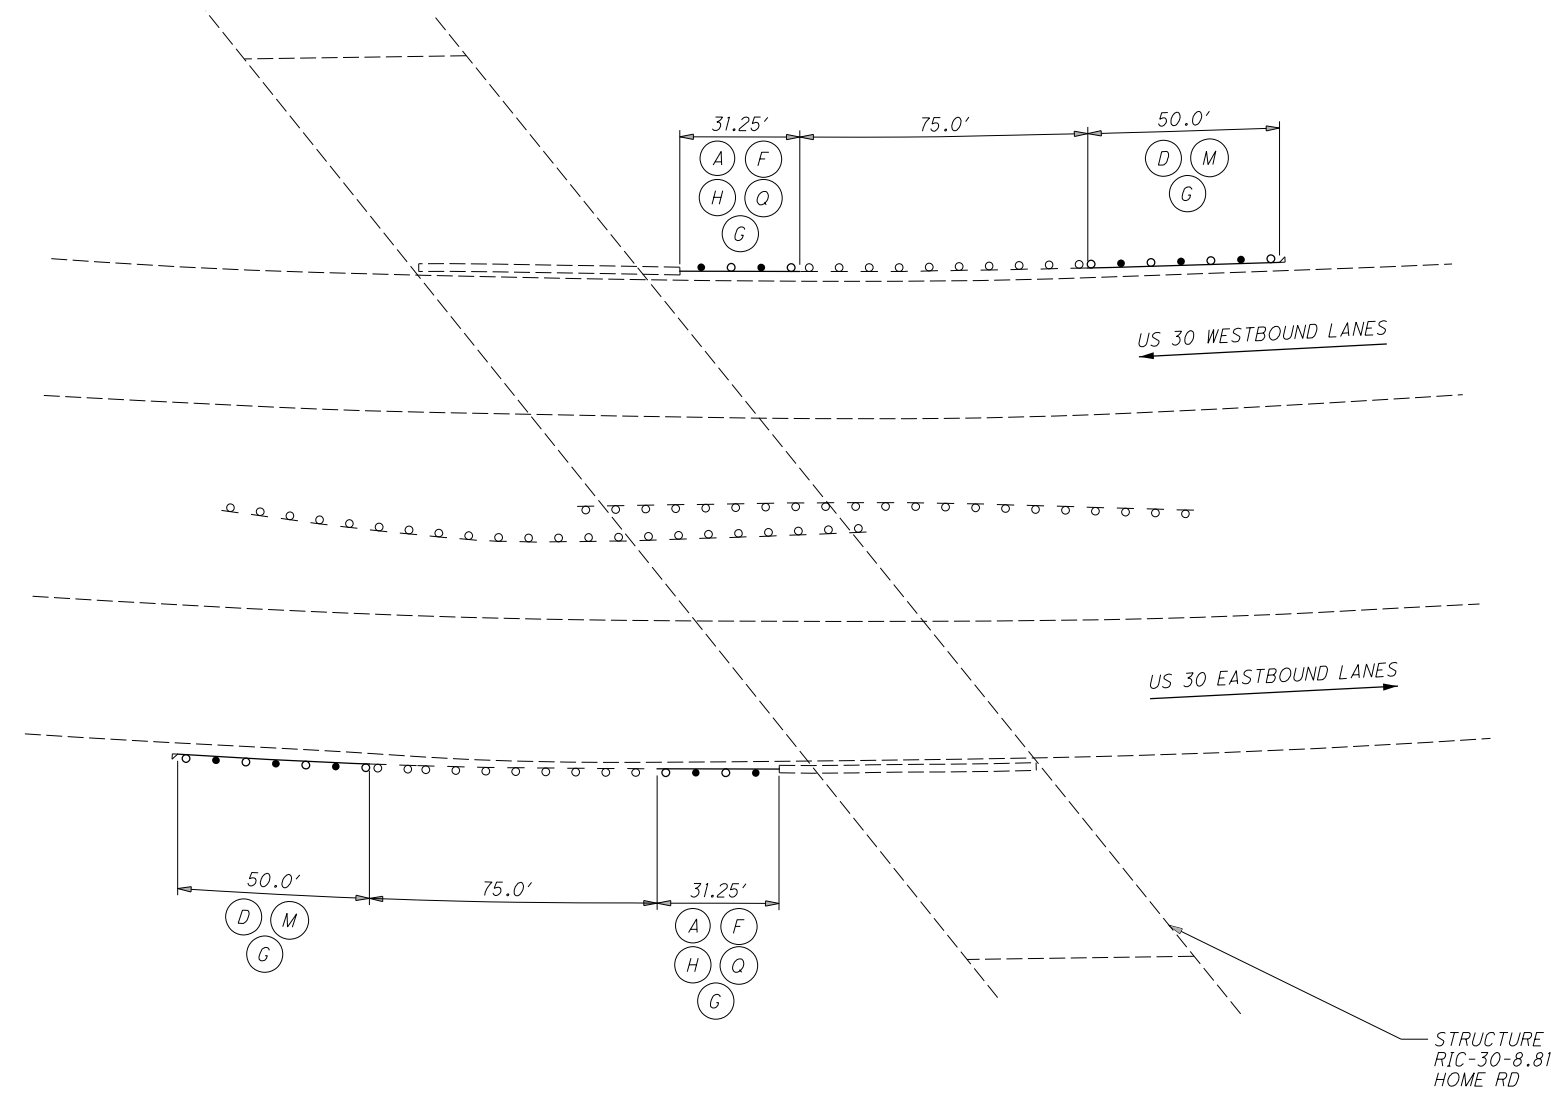 31.25'
75.0'
50.0'
A F
H Q
G
D M
G
US 30 WESTBOUND LANES
US 30 EASTBOUND LANES
50.0'
75.0'
31.25'
D M
G
A F
H Q
G
STRUCTURE
RIC-30-8.81
HOME RD